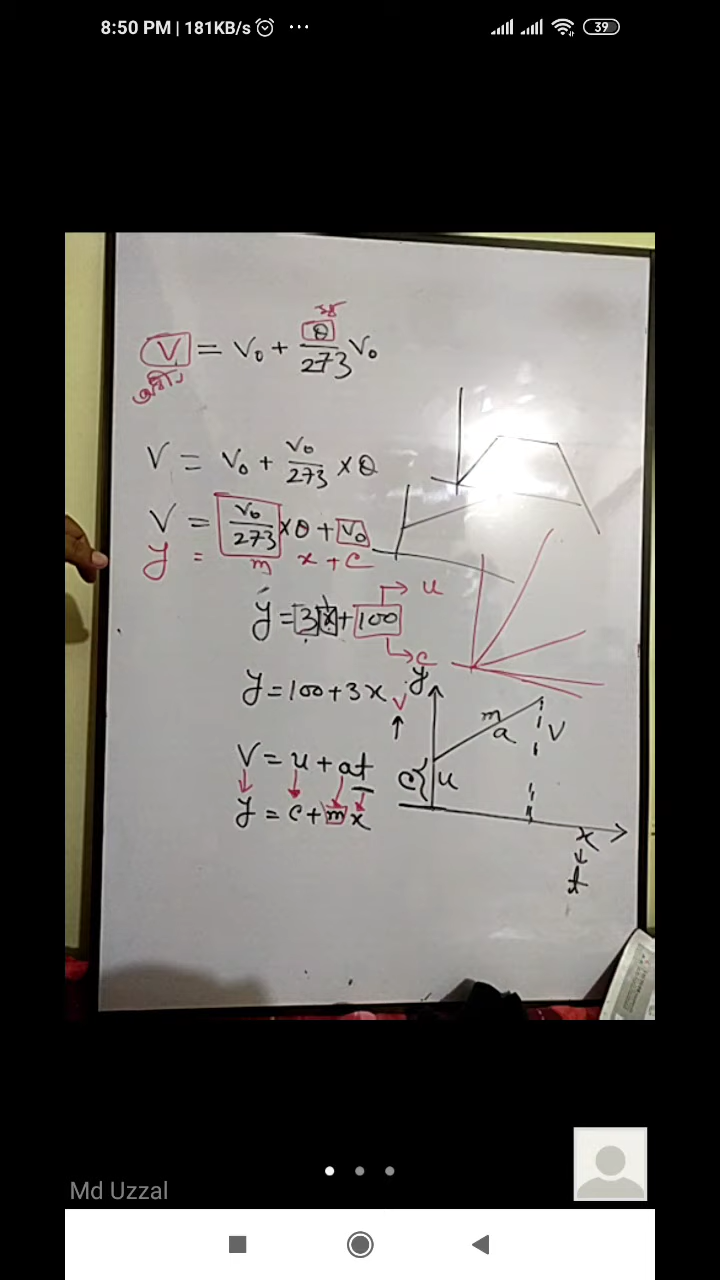 8:50 PM | 181KB/s ...
39
V = V₀ + θ/273 V₀
V = V₀ + V₀/273 × θ
V = V₀/273 × θ + V₀
y = m x + c
y = 3x + 100
u
c
y = 100 + 3x
V = u + at
y = c + mx
y
v
m
a
V
c { u
x
t
Md Uzzal